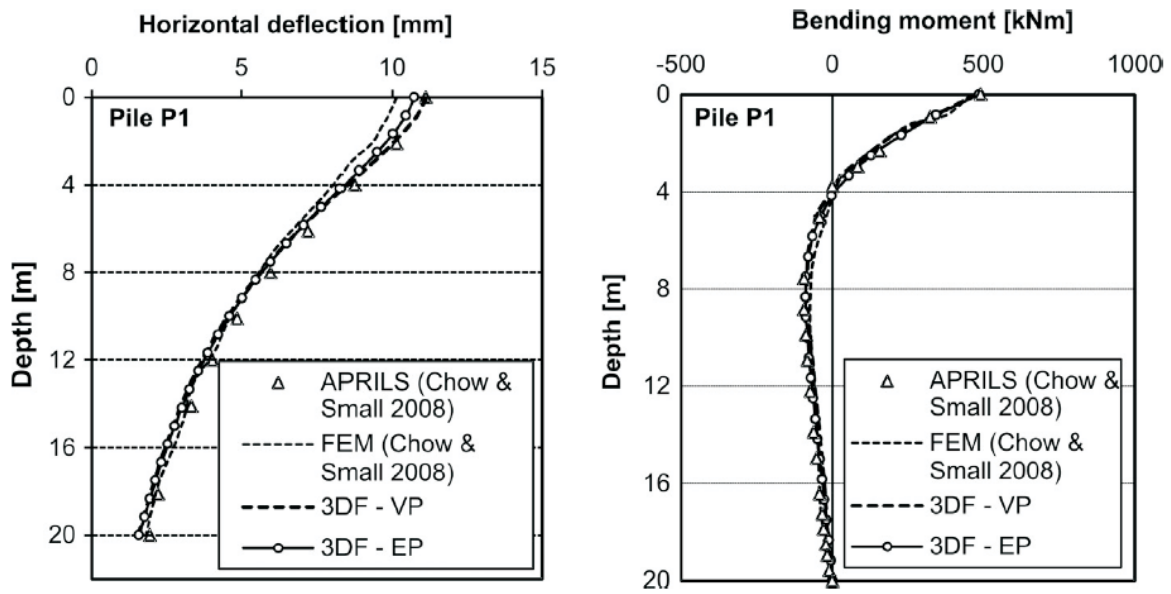 Horizontal deflection [mm]
0 5 10 15
0
4
8
12
16
20
Depth [m]
Pile P1
APRILS (Chow &
Small 2008)
FEM (Chow &
Small 2008)
3DF - VP
3DF - EP
Bending moment [kNm]
-500 0 500 1000
0
4
8
12
16
20
Depth [m]
Pile P1
APRILS (Chow &
Small 2008)
FEM (Chow &
Small 2008)
3DF - VP
3DF - EP